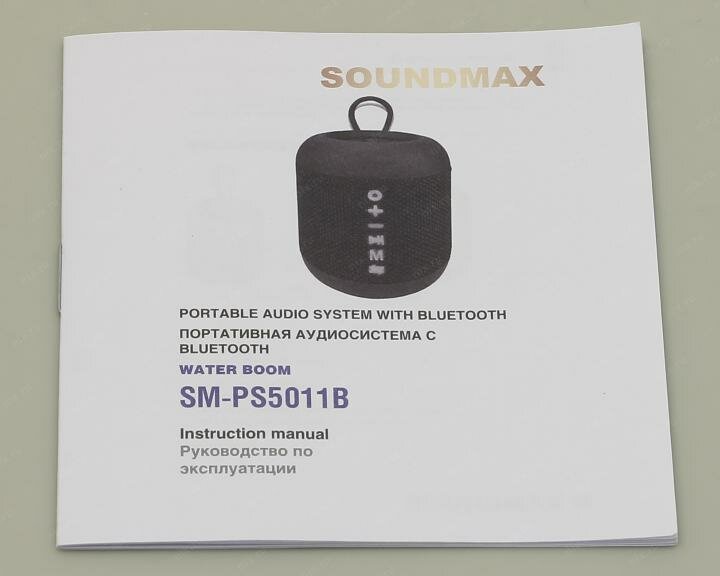 SOUNDMAX
PORTABLE AUDIO SYSTEM WITH BLUETOOTH
ПОРТАТИВНАЯ АУДИОСИСТЕМА С
BLUETOOTH
WATER BOOM
SM-PS5011B
Instruction manual
Руководство по
эксплуатации